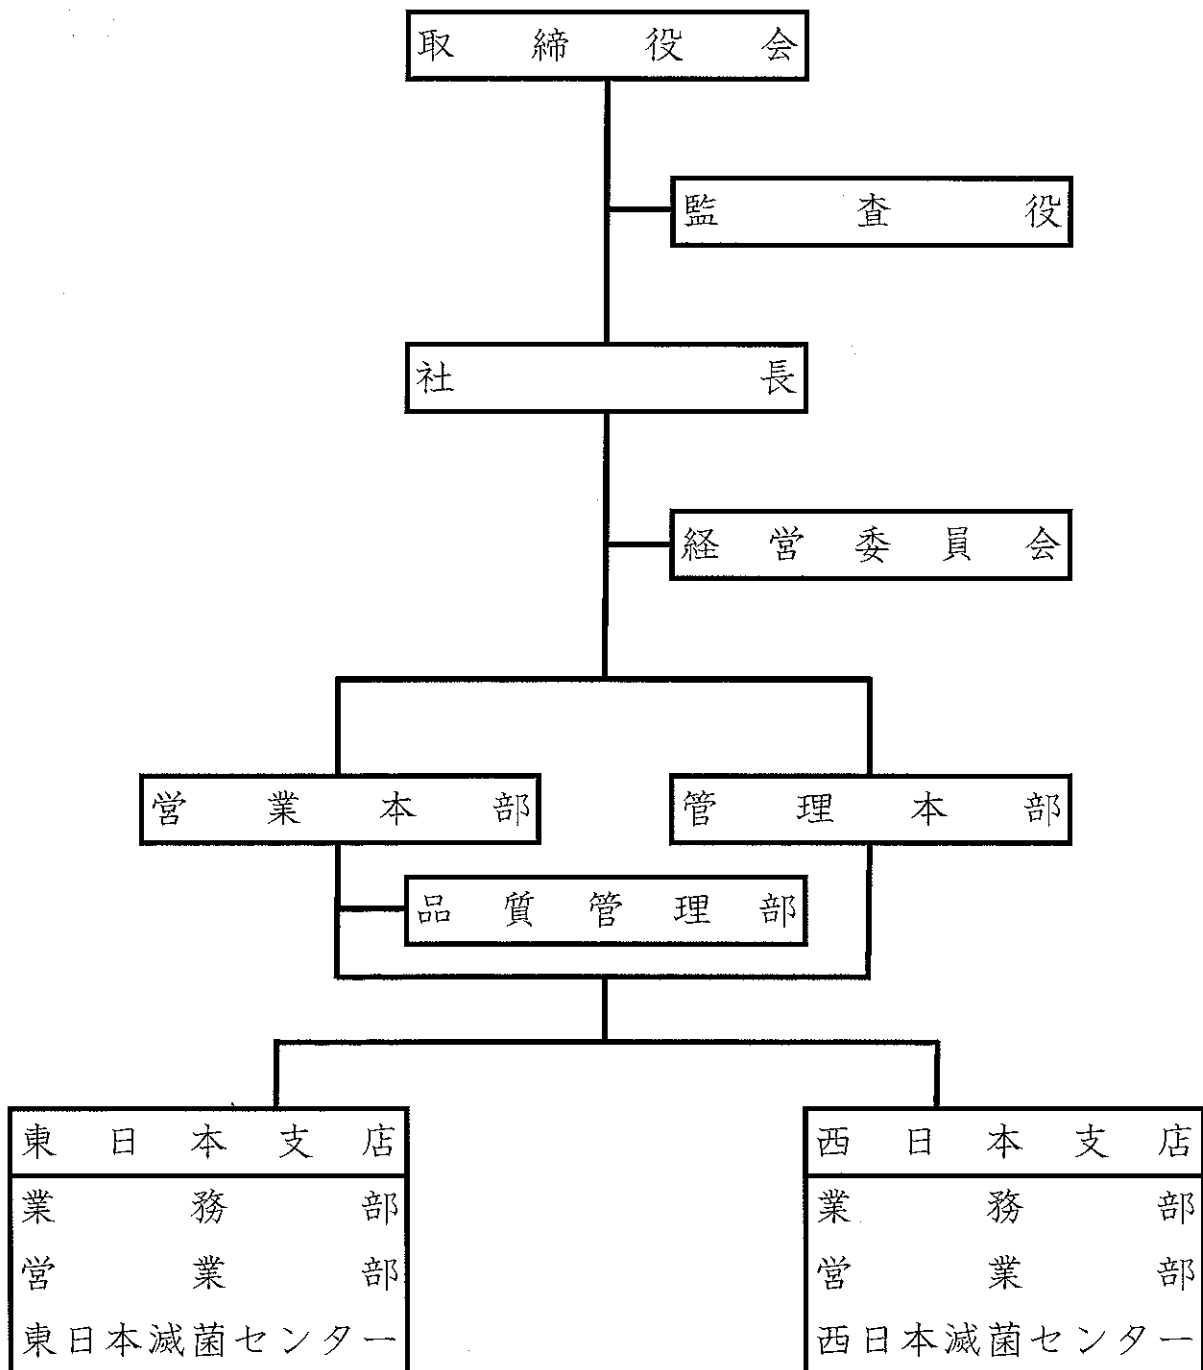 取締役会
監査役
社長
経営委員会
営業本部
管理本部
品質管理部
東日本支店
業務部
営業部
東日本滅菌センター
西日本支店
業務部
営業部
西日本滅菌センター